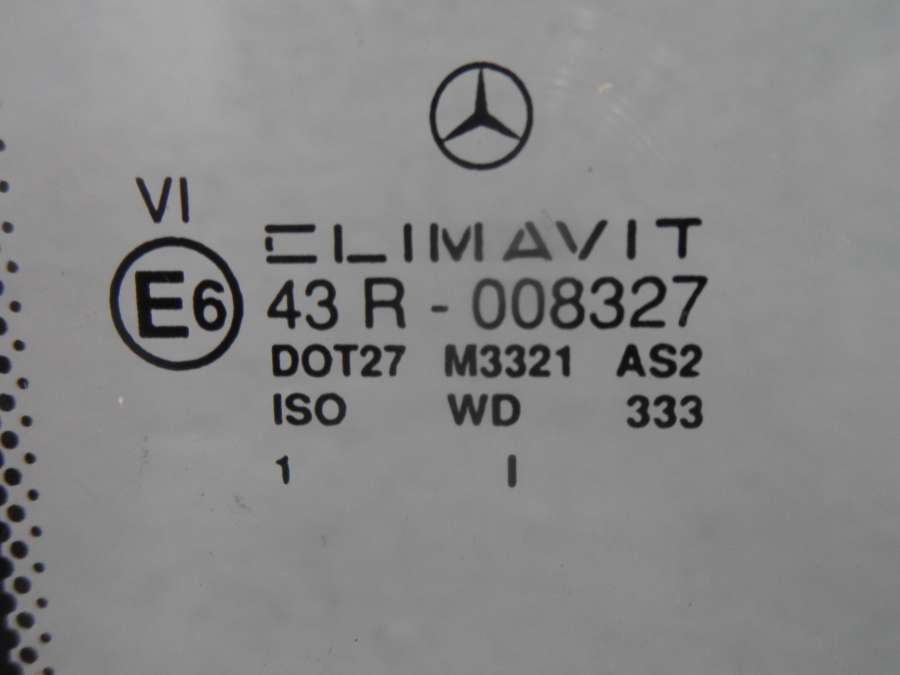 VI
CLIMAVIT
E6 43 R - 008327
DOT27 M3321 AS2
ISO WD 333
1 I